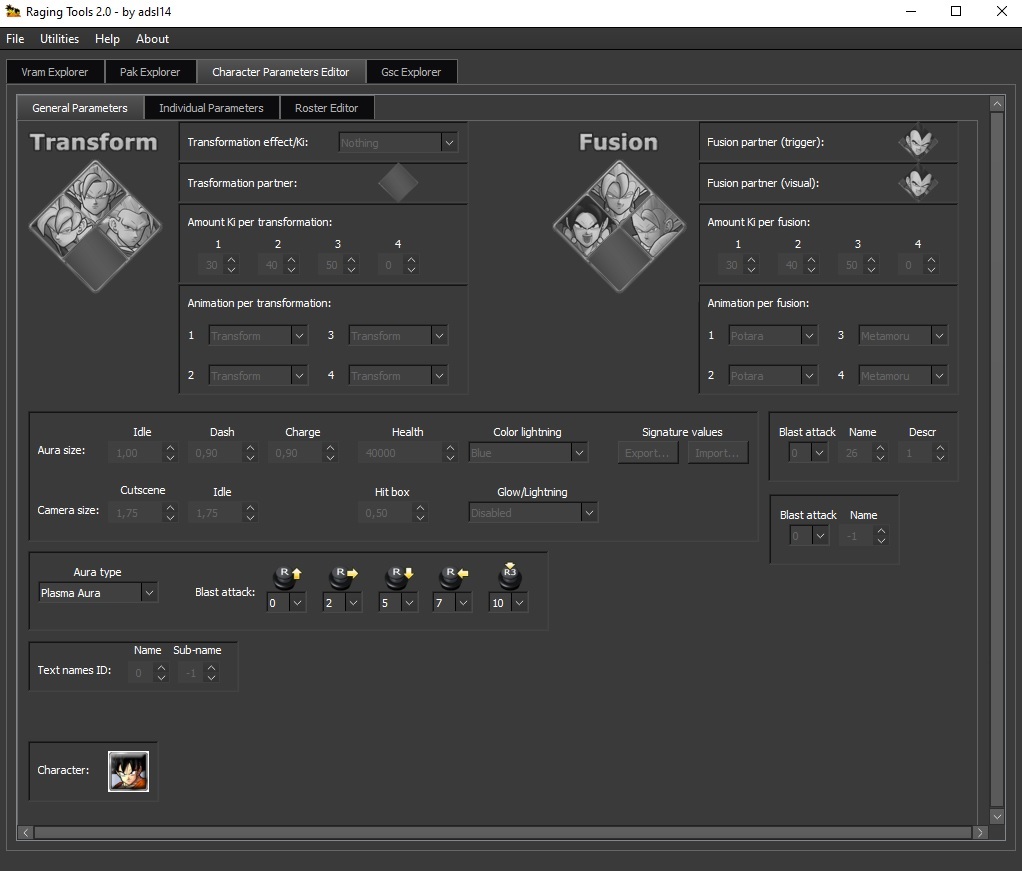 Raging Tools 2.0 - by adsl14
File Utilities Help About
Vram Explorer Pak Explorer Character Parameters Editor Gsc Explorer
General Parameters Individual Parameters Roster Editor
Transform
Transformation effect/Ki: Nothing
Trasformation partner:
Amount Ki per transformation:
1 2 3 4
30 40 50 0
Animation per transformation:
1 Transform 3 Transform
2 Transform 4 Transform
Fusion
Fusion partner (trigger):
Fusion partner (visual):
Amount Ki per fusion:
1 2 3 4
30 40 50 0
Animation per fusion:
1 Potara 3 Metamoru
2 Potara 4 Metamoru
Idle Dash Charge Health Color lightning Signature values
Aura size: 1,00 0,90 0,90 40000 Blue Export... Import...
Cutscene Idle Hit box Glow/Lightning
Camera size: 1,75 1,75 0,50 Disabled
Blast attack Name Descr
0 26 1
Blast attack Name
0 -1
Aura type
Plasma Aura
Blast attack:
R R R R R3
0 2 5 7 10
Name Sub-name
Text names ID: 0 -1
Character: